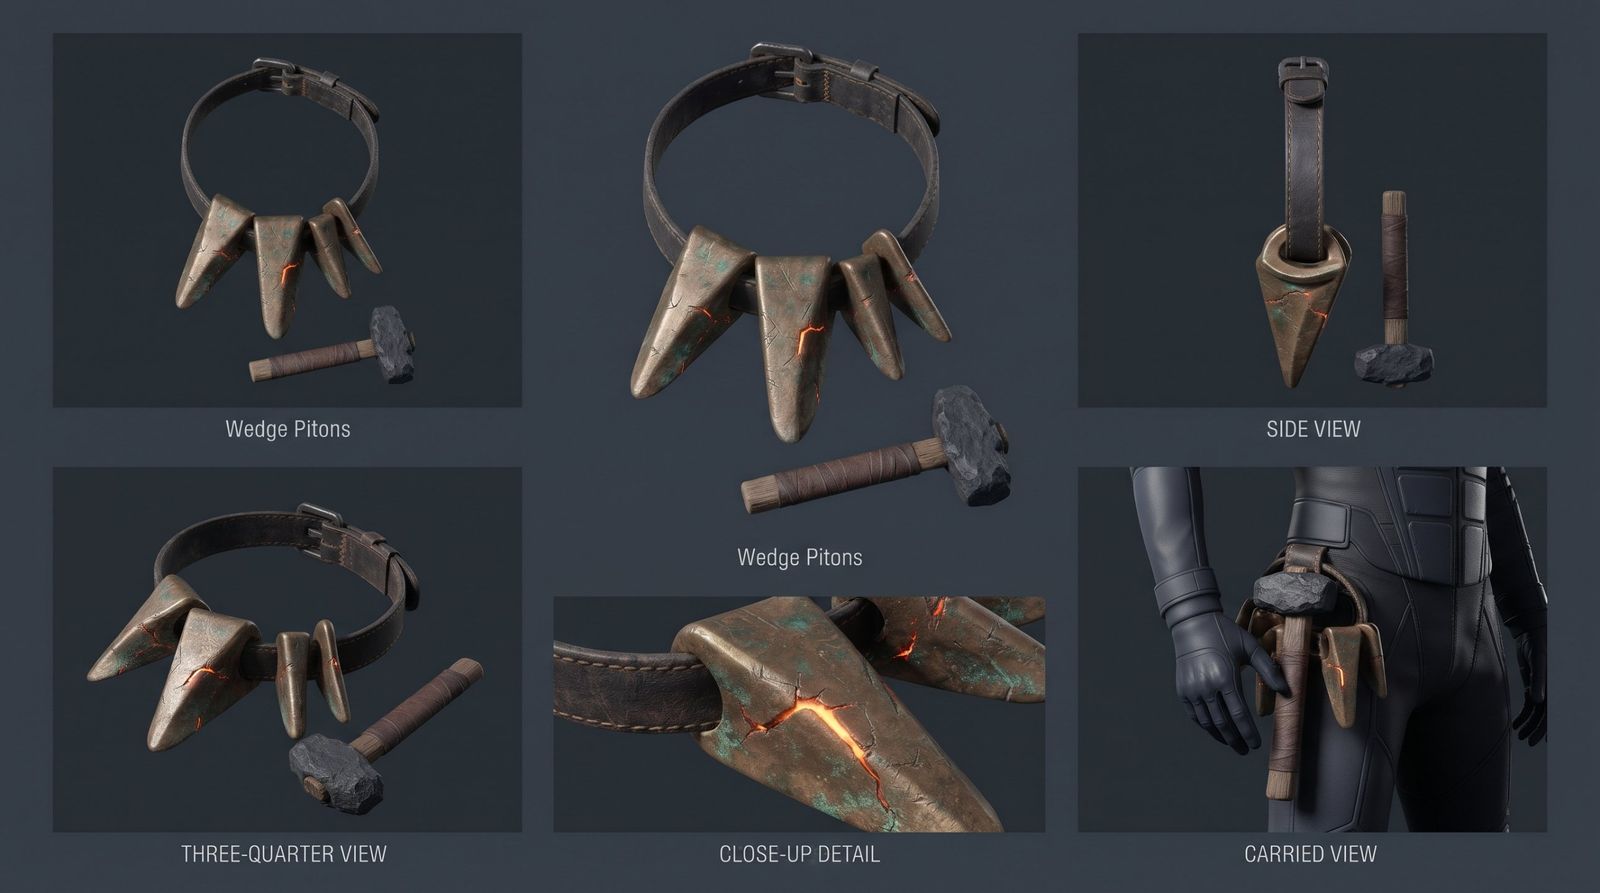 Wedge Pitons
Wedge Pitons
SIDE VIEW
THREE-QUARTER VIEW
CLOSE-UP DETAIL
CARRIED VIEW